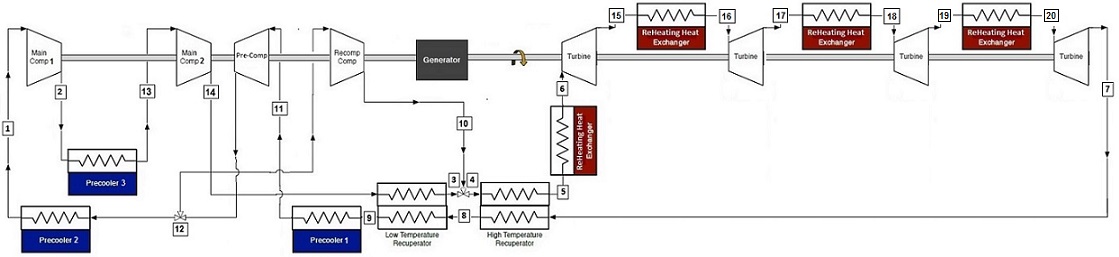 15
16
17
18
19
20
ReHeating Heat
Exchanger
ReHeating Heat
Exchanger
ReHeating Heat
Exchanger
Main
Comp 1
Main
Comp 2
Pre-Comp
Recomp
Comp
Generator
Turbine
Turbine
Turbine
Turbine
2
13
14
11
6
7
1
10
ReHeating Heat
Exchanger
Precooler 3
3
4
5
12
9
8
Precooler 2
Precooler 1
Low Temperature
Recuperator
High Temperature
Recuperator